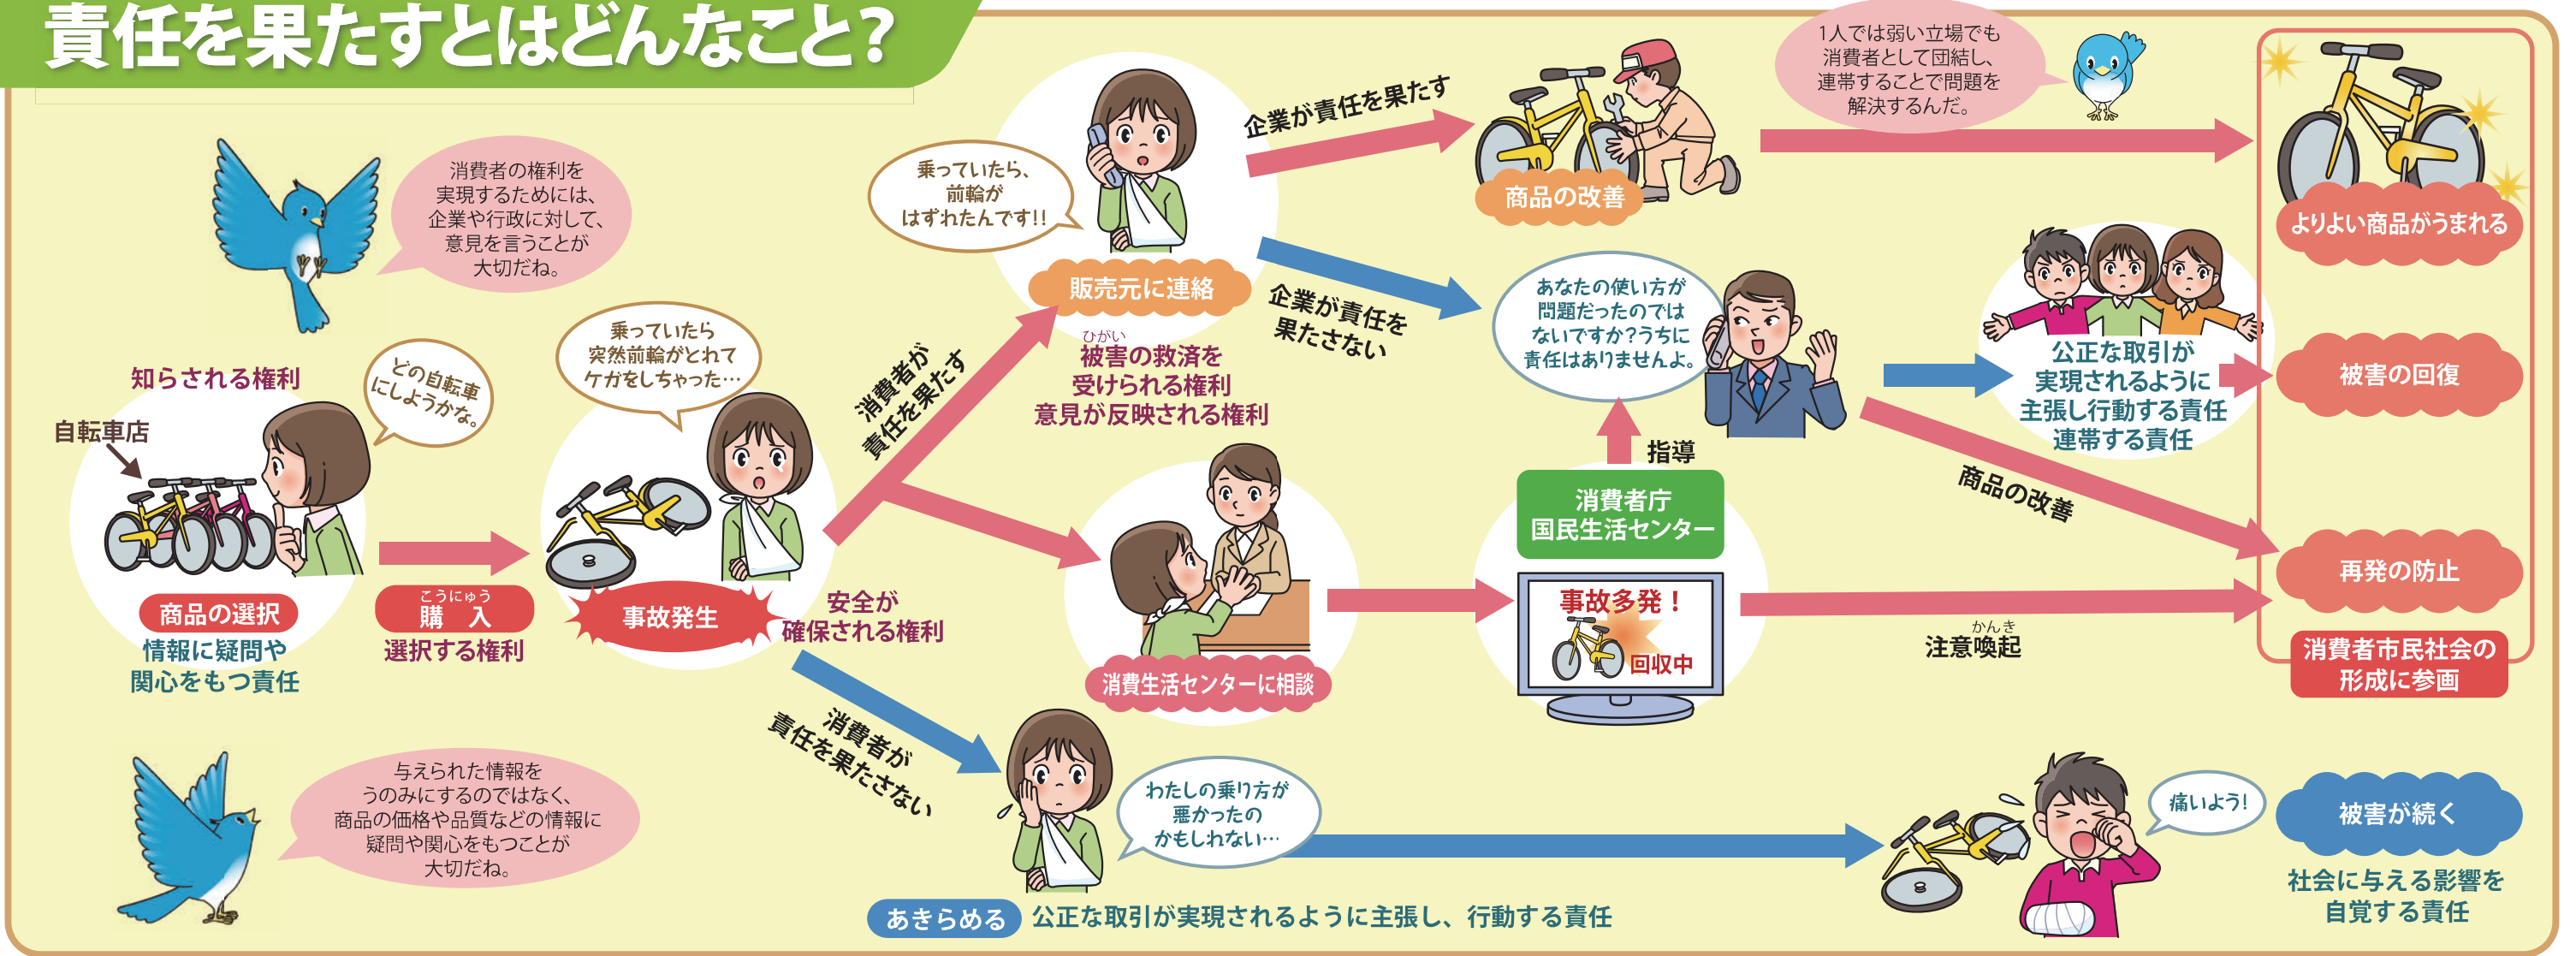 責任を果たすとはどんなこと?
消費者の権利を
実現するためには、
企業や行政に対して、
意見を言うことが
大切だね。
知らされる権利
自転車店
どの自転車
にしようかな。
商品の選択
情報に疑問や
関心をもつ責任
こうにゅう
購入
選択する権利
与えられた情報を
うのみにするのではなく、
商品の価格や品質などの情報に
疑問や関心をもつことが
大切だね。
乗っていたら
突然前輪がとれて
ケガをしちゃった…
事故発生
安全が
確保される権利
消費者が
責任を果たす
消費者が
責任を果たさない
乗っていたら、
前輪が
はずれたんです!!
販売元に連絡
ひがい
被害の救済を
受けられる権利
意見が反映される権利
消費生活センターに相談
わたしの乗り方が
悪かったの
かもしれない…
あきらめる
公正な取引が実現されるように主張し、行動する責任
企業が責任を果たす
商品の改善
企業が責任を
果たさない
あなたの使い方が
問題だったのでは
ないですか?うちに
責任はありませんよ。
指導
消費者庁
国民生活センター
事故多発!
回収中
1人では弱い立場でも
消費者として団結し、
連帯することで問題を
解決するんだ。
公正な取引が
実現されるように
主張し行動する責任
連帯する責任
商品の改善
かんき
注意喚起
よりよい商品がうまれる
被害の回復
再発の防止
消費者市民社会の
形成に参画
痛いよう!
被害が続く
社会に与える影響を
自覚する責任